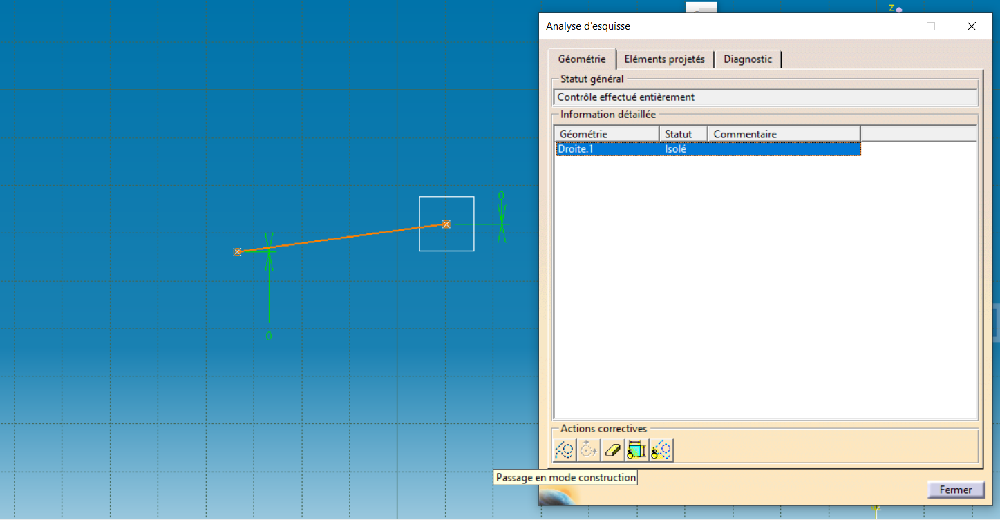 Z
Analyse d'esquisse
Géométrie Eléments projetés Diagnostic
Statut général
Contrôle effectué entièrement
Information détaillée
Géométrie Statut Commentaire
Droite.1 Isolé
0
0
Actions correctives
Passage en mode construction
Fermer